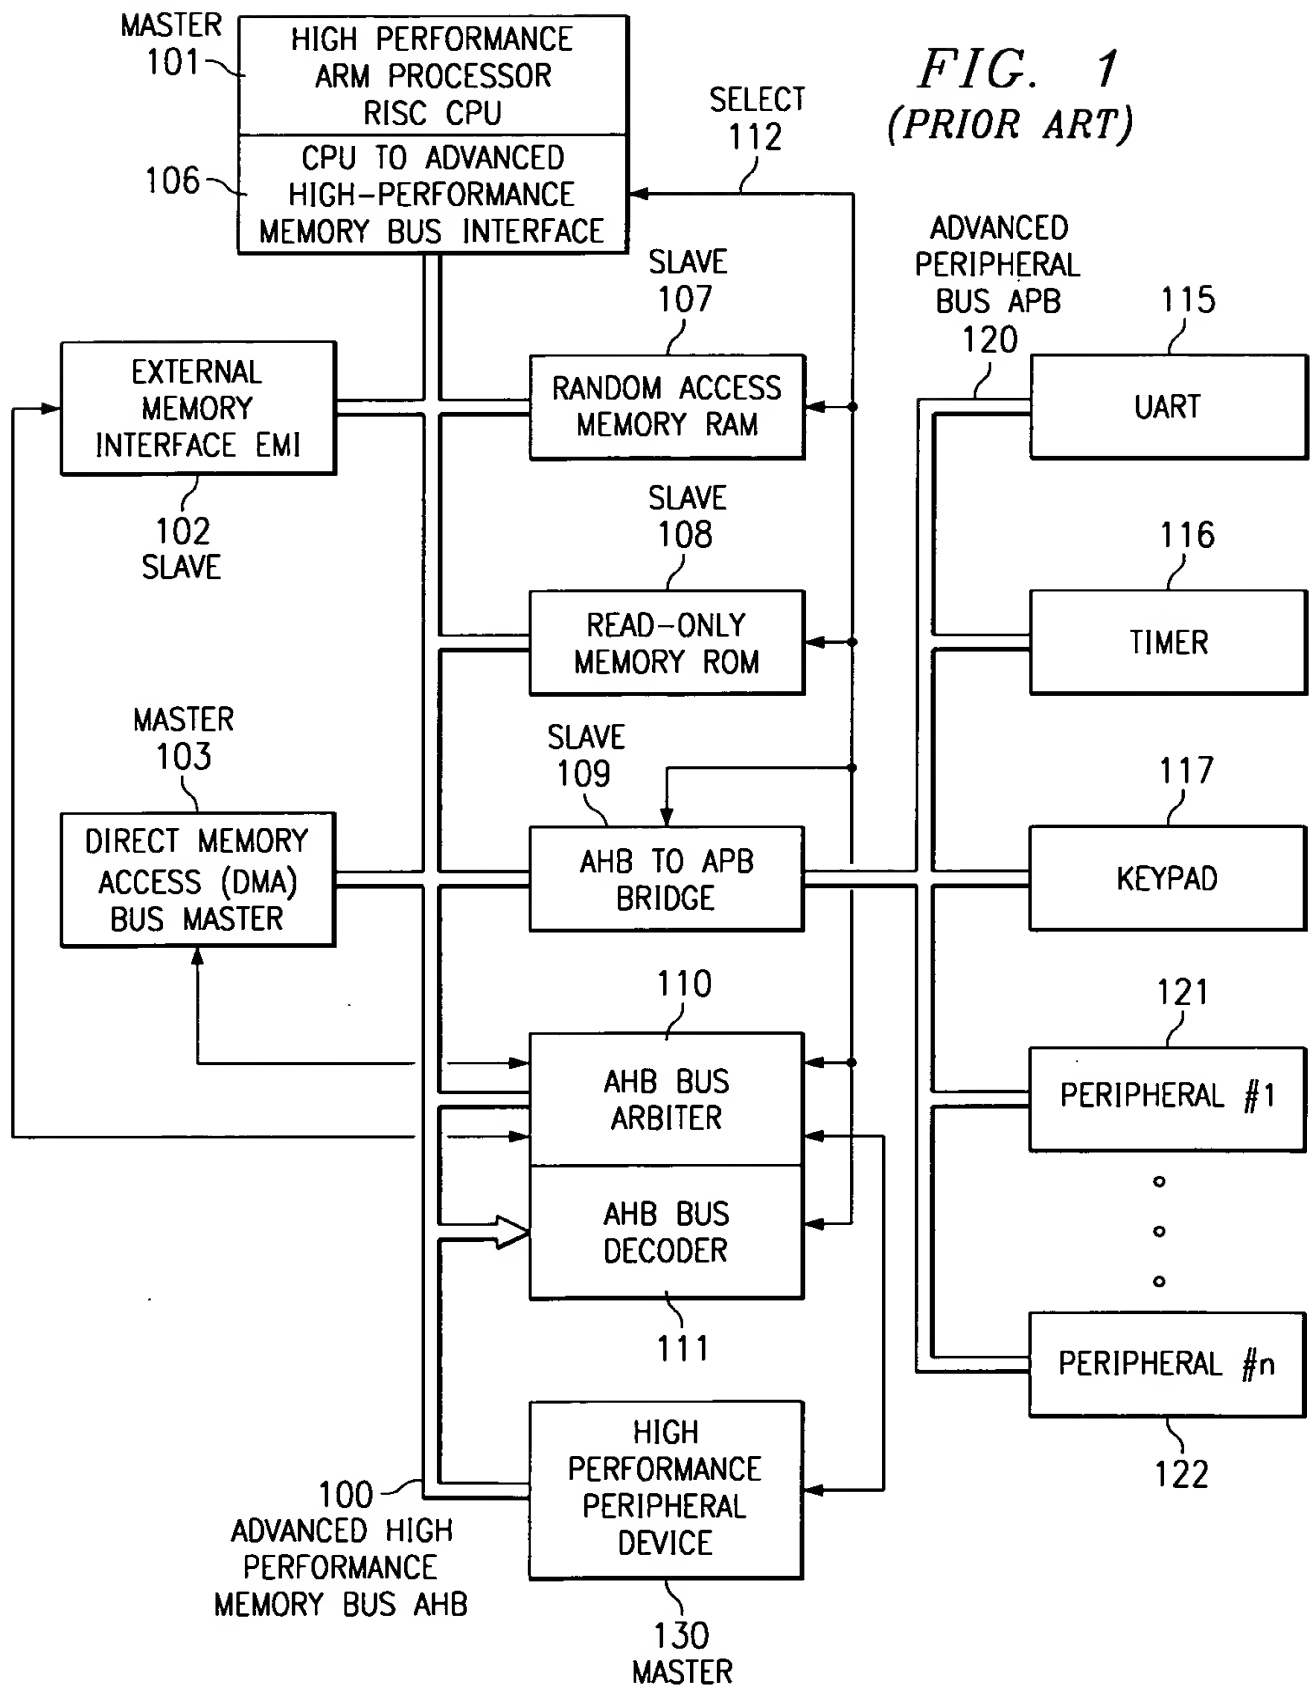 MASTER
101
HIGH PERFORMANCE
ARM PROCESSOR
RISC CPU
FIG. 1
(PRIOR ART)
SELECT
112
106
CPU TO ADVANCED
HIGH-PERFORMANCE
MEMORY BUS INTERFACE
ADVANCED
PERIPHERAL
BUS APB
120
SLAVE
107
115
EXTERNAL
MEMORY
INTERFACE EMI
RANDOM ACCESS
MEMORY RAM
UART
102
SLAVE
SLAVE
108
116
READ-ONLY
MEMORY ROM
TIMER
MASTER
103
SLAVE
109
117
DIRECT MEMORY
ACCESS (DMA)
BUS MASTER
AHB TO APB
BRIDGE
KEYPAD
110
121
AHB BUS
ARBITER
PERIPHERAL #1
AHB BUS
DECODER
111
PERIPHERAL #n
122
HIGH
PERFORMANCE
PERIPHERAL
DEVICE
100
ADVANCED HIGH
PERFORMANCE
MEMORY BUS AHB
130
MASTER